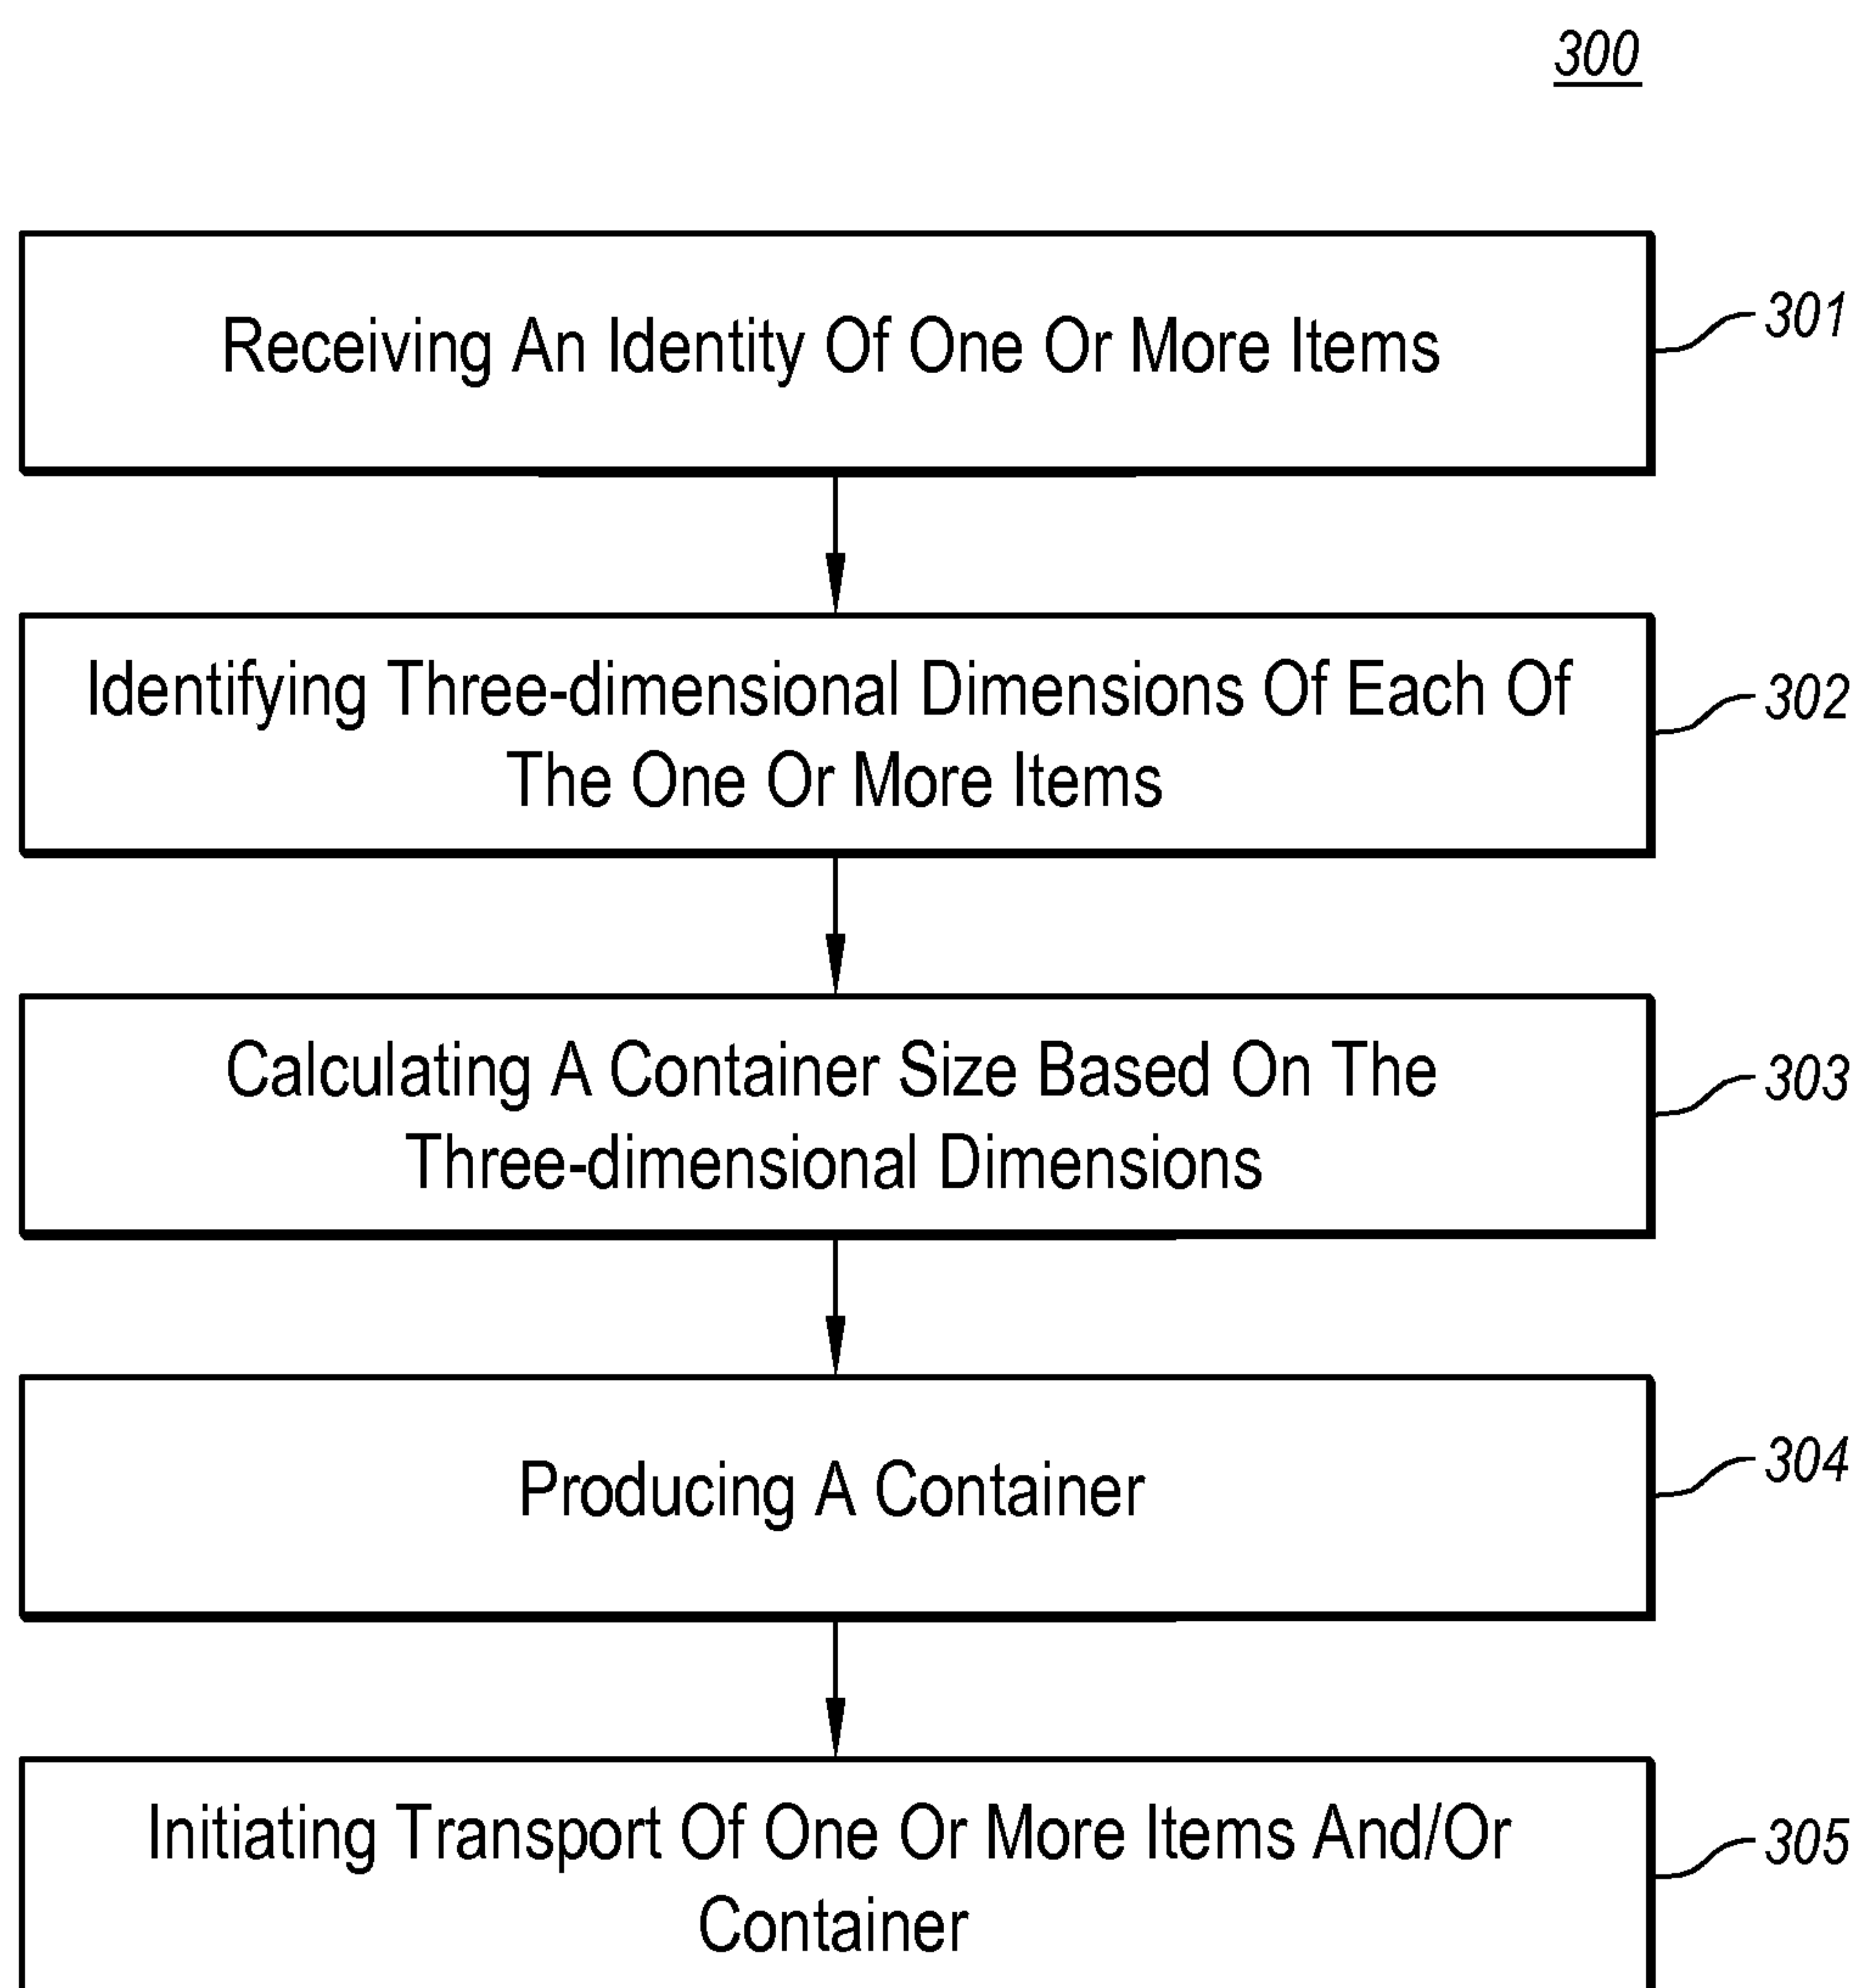 300
Receiving An Identity Of One Or More Items
301
Identifying Three-dimensional Dimensions Of Each Of
The One Or More Items
302
Calculating A Container Size Based On The
Three-dimensional Dimensions
303
Producing A Container
304
Initiating Transport Of One Or More Items And/Or
Container
305